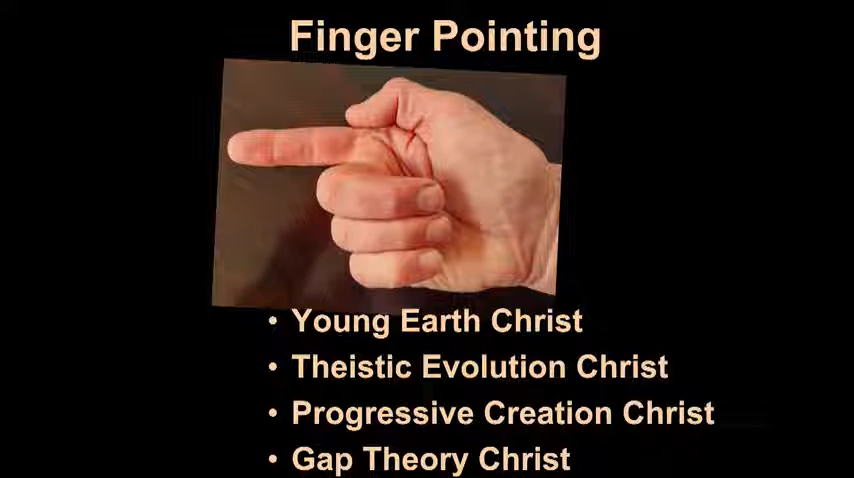 Finger Pointing
• Young Earth Christ
• Theistic Evolution Christ
• Progressive Creation Christ
• Gap Theory Christ